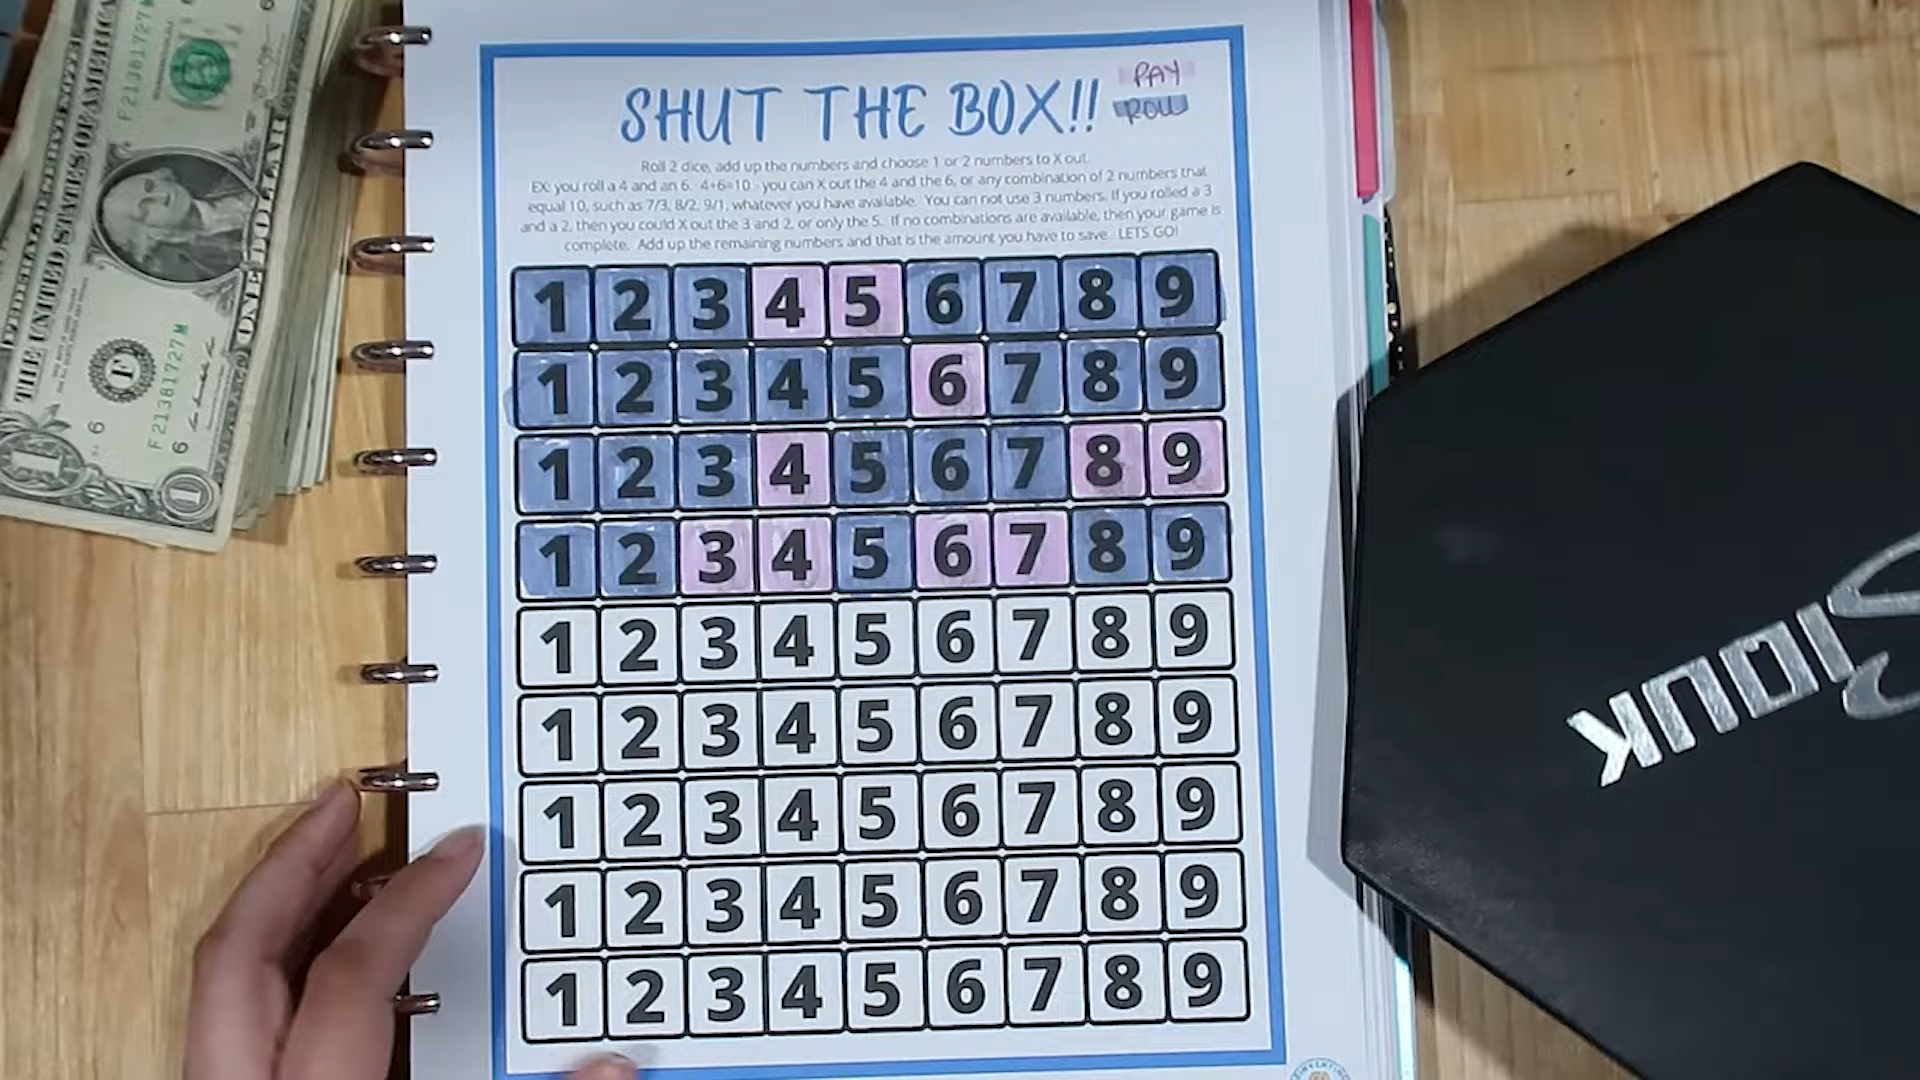 SHUT THE BOX!!
PAY
ROLL
Roll 2 dice, add up the numbers and choose 1 or 2 numbers to X out.
EX: you roll a 4 and an 6. 4+6=10 - you can X out the 4 and the 6, or any combination of 2 numbers that
equal 10, such as 7/3, 8/2, 9/1, whatever you have available. You can not use 3 numbers. If you rolled a 3
and a 2, then you could X out the 3 and 2, or only the 5. If no combinations are available, then your game is
complete. Add up the remaining numbers and that is the amount you have to save. LETS GO!
1 2 3 4 5 6 7 8 9
1 2 3 4 5 6 7 8 9
1 2 3 4 5 6 7 8 9
1 2 3 4 5 6 7 8 9
1 2 3 4 5 6 7 8 9
1 2 3 4 5 6 7 8 9
1 2 3 4 5 6 7 8 9
1 2 3 4 5 6 7 8 9
1 2 3 4 5 6 7 8 9
THE UNITED STATES OF AMERICA
F21381727M
F21381727M
ONE DOLLAR
F
6
6
1
1
SIQUK